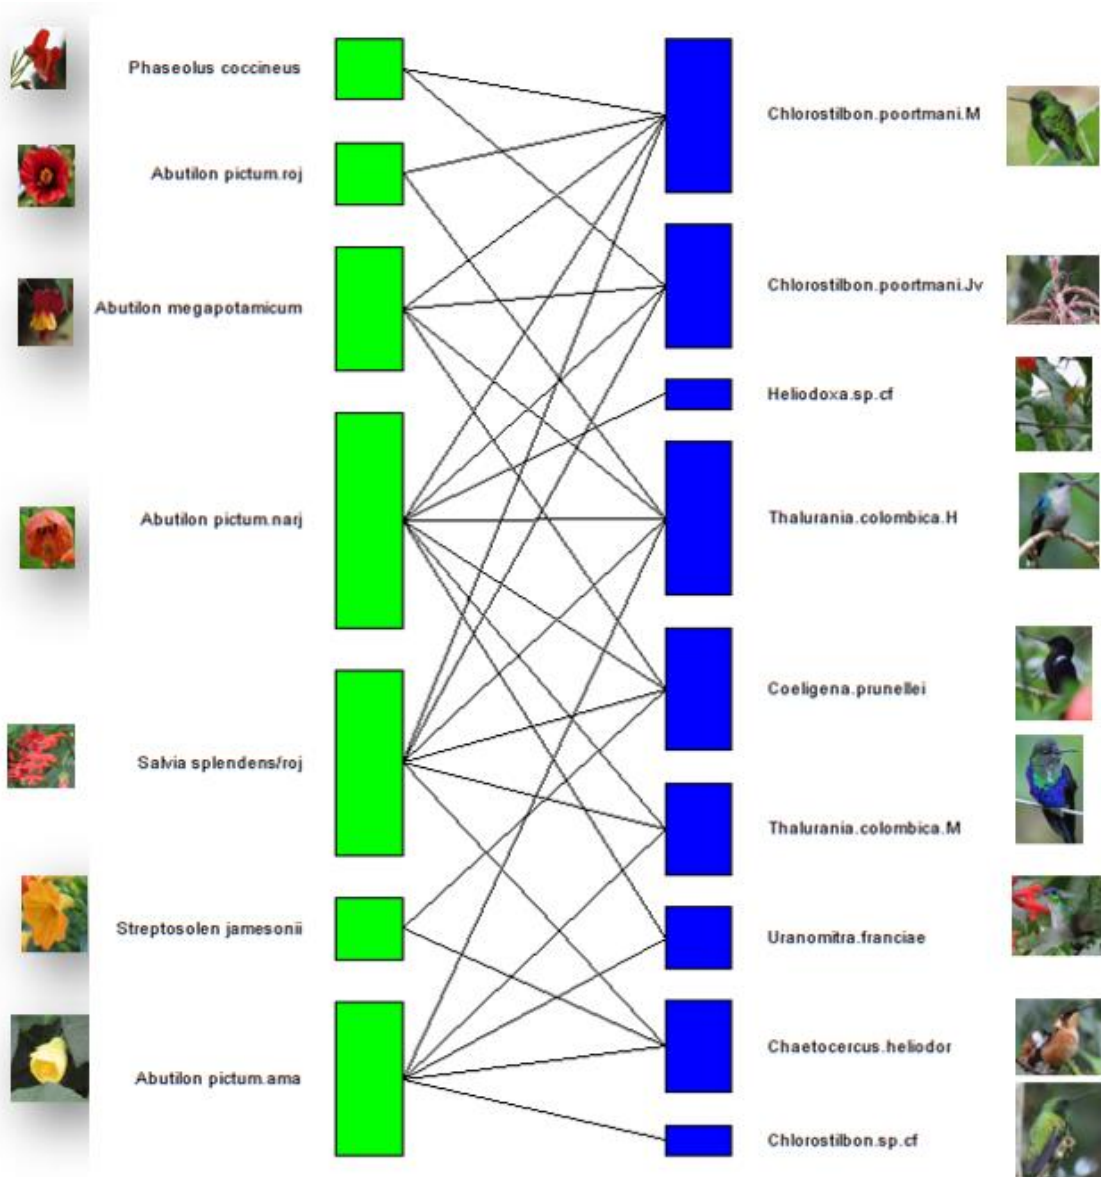 Phaseolus coccineus
Abutilon pictum.roj
Abutilon megapotamicum
Abutilon pictum.narj
Salvia splendens/roj
Streptosolen jamesonii
Abutilon pictum.ama
Chlorostilbon.poortmani.M
Chlorostilbon.poortmani.Jv
Heliodoxa.sp.cf
Thalurania.colombica.H
Coeligena.prunellei
Thalurania.colombica.M
Uranomitra.franciae
Chaetocercus.heliodor
Chlorostilbon.sp.cf